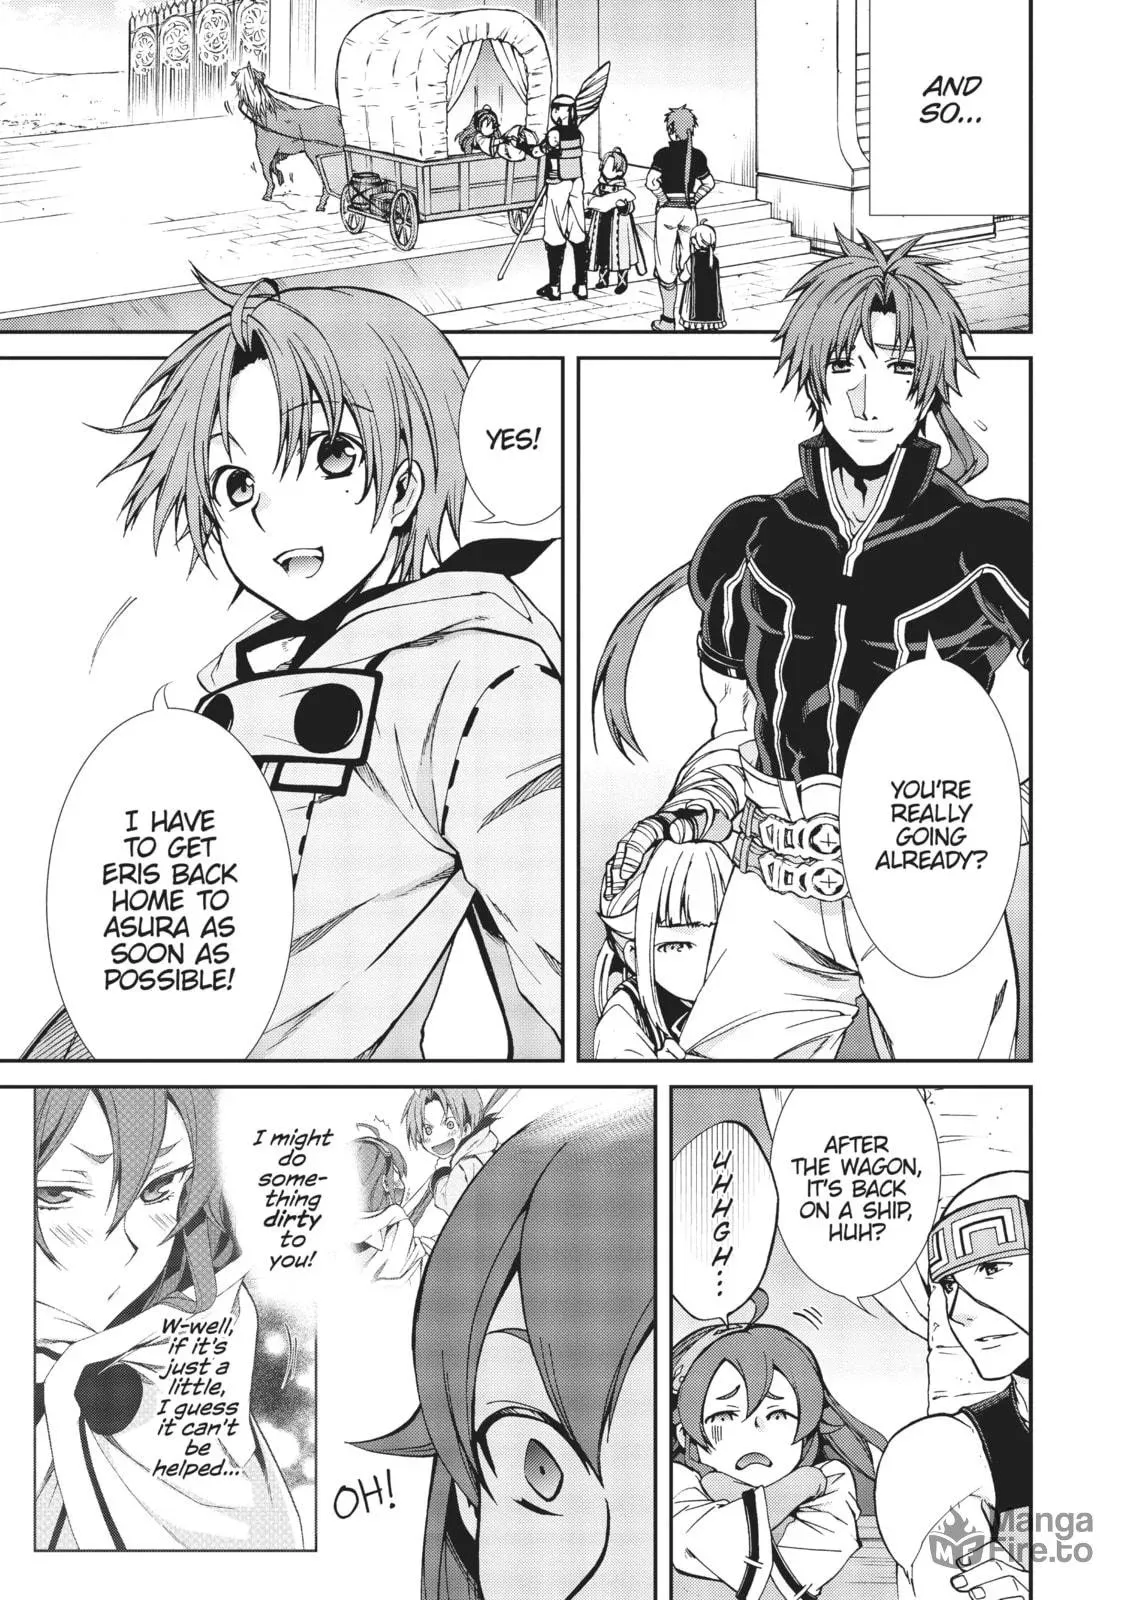 AND
SO...
YOU'RE
REALLY
GOING
ALREADY?
YES!
I HAVE
TO GET
ERIS BACK
HOME TO
ASURA AS
SOON AS
POSSIBLE!
AFTER
THE WAGON,
IT'S BACK
ON A SHIP,
HUH?
UHHGH...
OH!
I might
do
some-
thing
dirty to
you!
W-well,
if it's
just a
little,
I guess
it can't
be
helped...
Manga
Fire.to